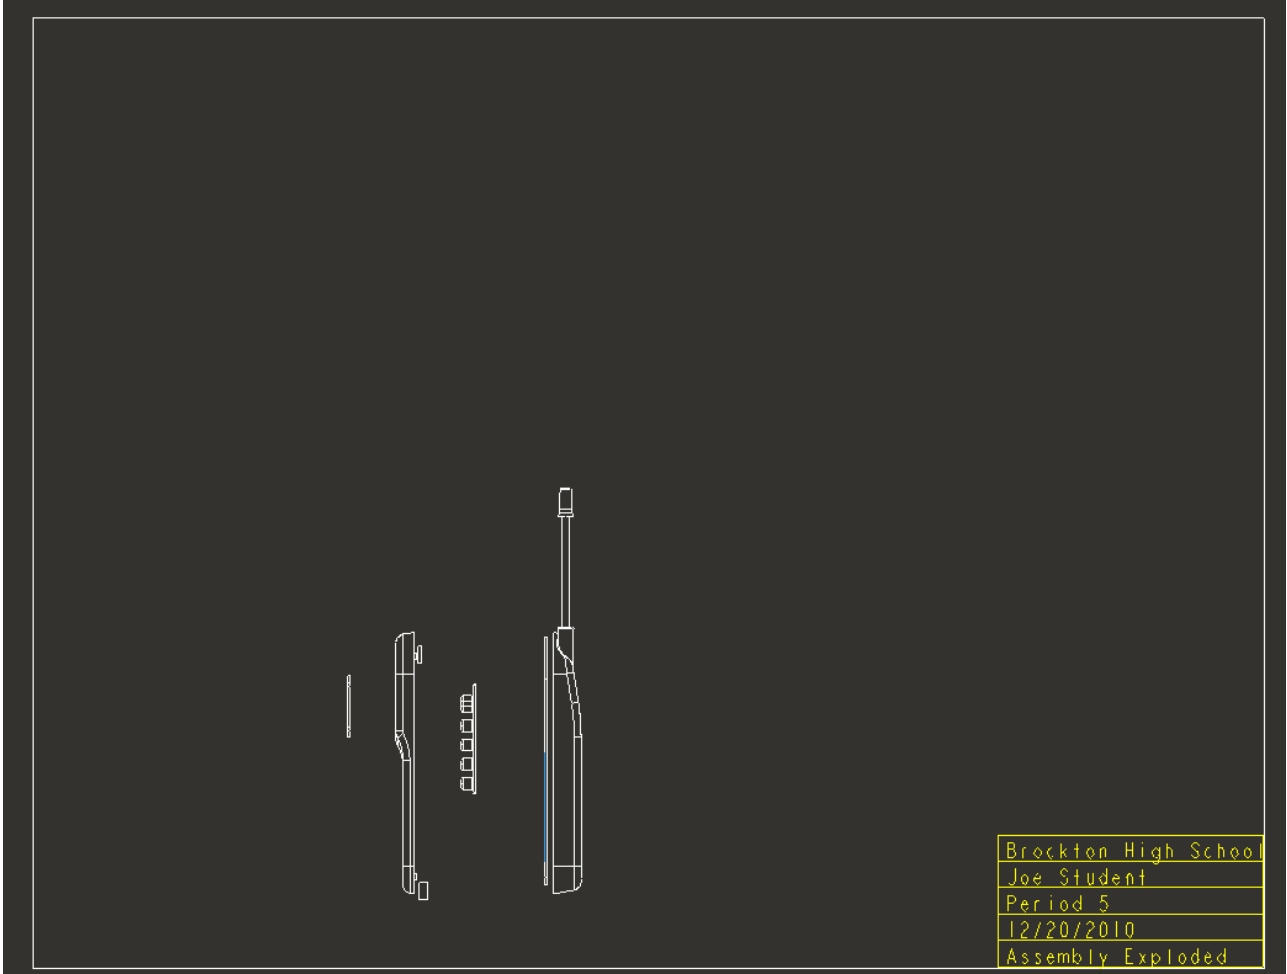 Brockton High School
Joe Student
Period 5
12/20/2010
Assembly Exploded